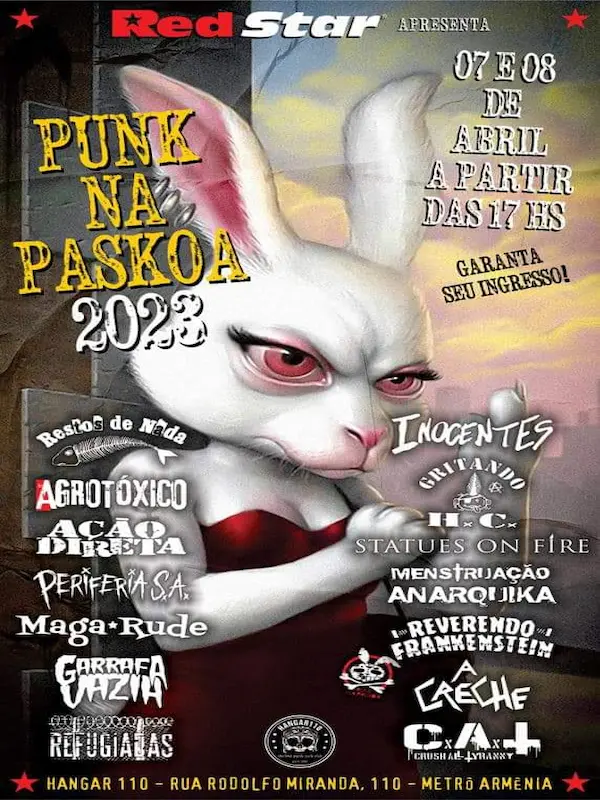 Red Star APRESENTA
PUNK
NA
PASKOA
2023
07 E 08
DE
ABRIL
A PARTIR
DAS 17 HS
GARANTA
SEU INGRESSO!
Restos de Nada
AGROTÓXICO
AÇÃO
DIRETA
PERIFERIA S.A.
Maga★Rude
GARRAFA
VAZIA
REFUGIADAS
INOCENTES
GRITANDO
H.C.
STATUES ON FIRE
MENSTRUAÇÃO
ANARQUIKA
REVERENDO
FRANKENSTEIN
A
CRECHE
C.A.T
CRUSH ALL TYRANNY
HANGAR 110
HANGAR 110 - RUA RODOLFO MIRANDA, 110 - METRÔ ARMÊNIA